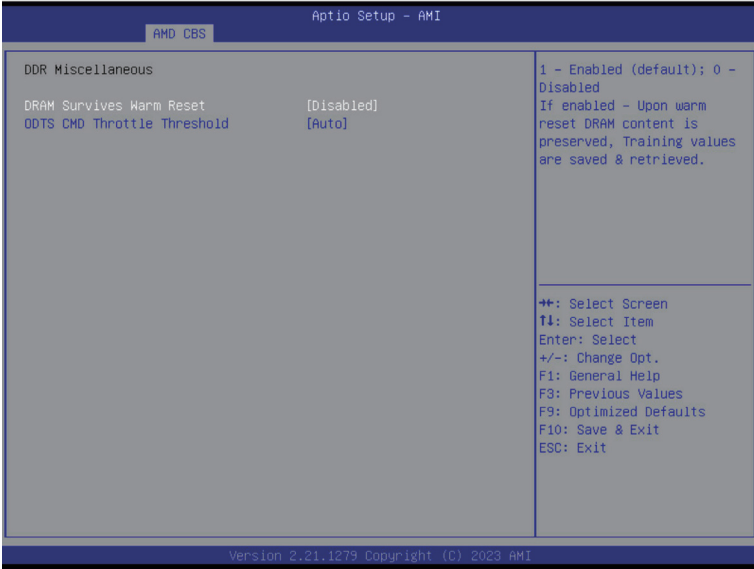 Aptio Setup – AMI
AMD CBS
DDR Miscellaneous
DRAM Survives Warm Reset [Disabled]
ODTS CMD Throttle Threshold [Auto]
1 – Enabled (default); 0 –
Disabled
If enabled – Upon warm
reset DRAM content is
preserved, Training values
are saved & retrieved.
→←: Select Screen
↑↓: Select Item
Enter: Select
+/-: Change Opt.
F1: General Help
F3: Previous Values
F9: Optimized Defaults
F10: Save & Exit
ESC: Exit
Version 2.21.1279 Copyright (C) 2023 AMI